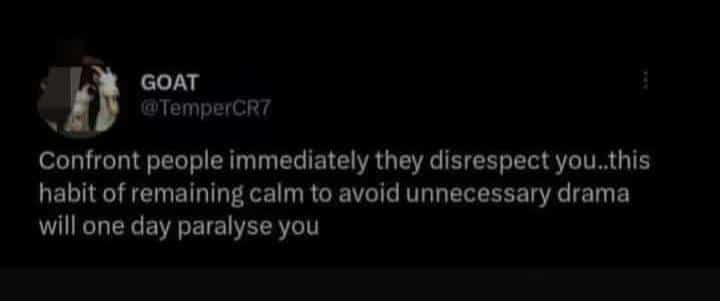 GOAT
@TemperCR7
Confront people immediately they disrespect you..this
habit of remaining calm to avoid unnecessary drama
will one day paralyse you